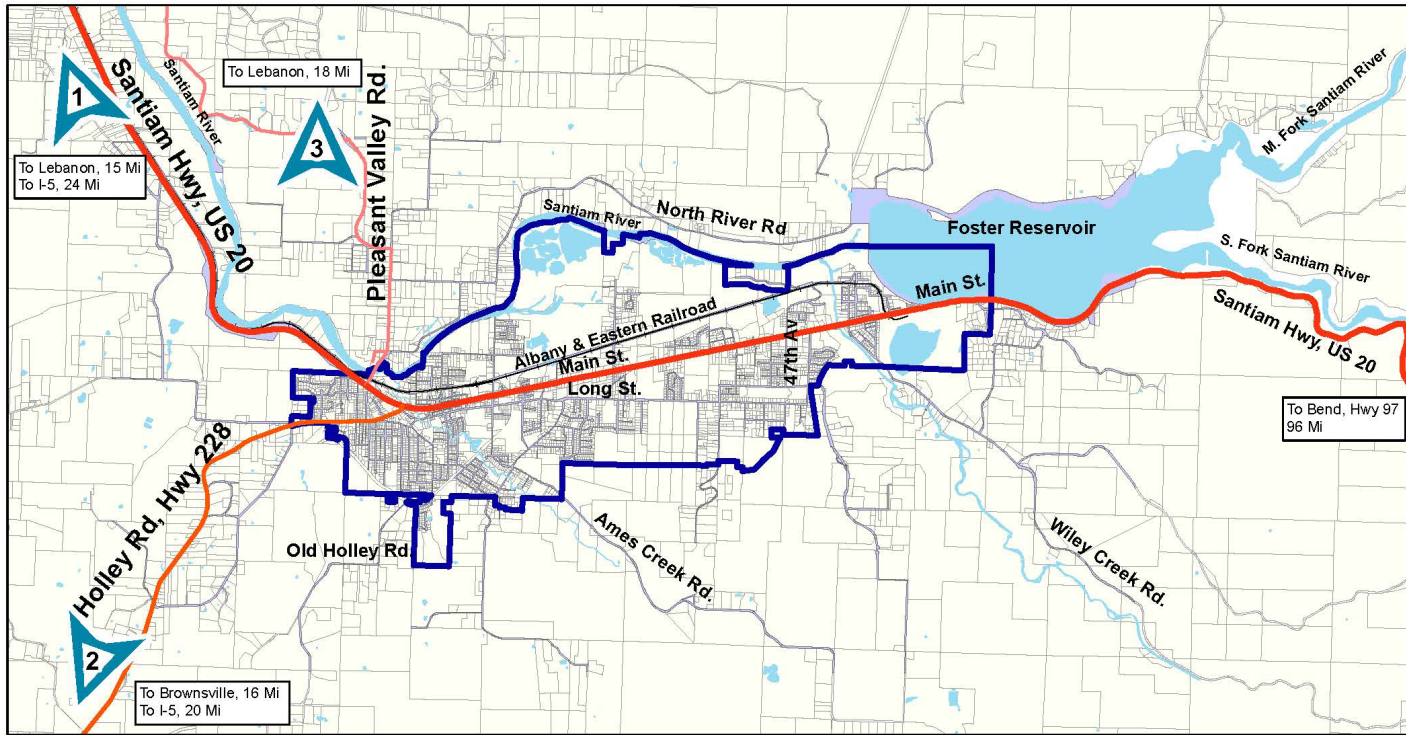 To Lebanon, 18 Mi
M. Fork Santiam River
Santiam River
1
Santiam Hwy, US 20
3
Pleasant Valley Rd.
To Lebanon, 15 Mi
To I-5, 24 Mi
Santiam River
North River Rd
Foster Reservoir
S. Fork Santiam River
Main St.
Santiam Hwy, US 20
Albany & Eastern Railroad
Main St.
47th Av
Long St.
To Bend, Hwy 97
96 Mi
Holley Rd, Hwy 228
Old Holley Rd.
Ames Creek Rd.
Wiley Creek Rd.
2
To Brownsville, 16 Mi
To I-5, 20 Mi